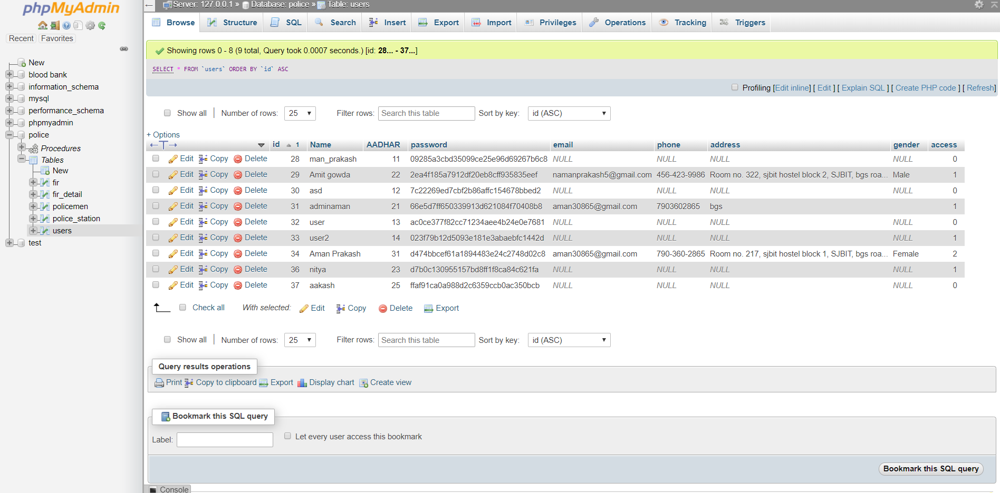 phpMyAdmin
Recent Favorites
New
blood bank
information_schema
mysql
performance_schema
phpmyadmin
police
Procedures
Tables
New
fir
fir_detail
policemen
police_station
users
test
Server: 127.0.0.1 » Database: police » Table: users
Browse Structure SQL Search Insert Export Import Privileges Operations Tracking Triggers
Showing rows 0 - 8 (9 total, Query took 0.0007 seconds.) [id: 28... - 37...]
SELECT * FROM `users` ORDER BY `id` ASC
Profiling [Edit inline] [ Edit ] [ Explain SQL ] [ Create PHP code ] [ Refresh]
Show all | Number of rows: 25 Filter rows: Search this table Sort by key: id (ASC)
+ Options
←T→ id 1 Name AADHAR password email phone address gender access
Edit Copy Delete 28 man_prakash 11 09285a3cbd35099ce25e96d69267b6c8 NULL NULL NULL NULL 0
Edit Copy Delete 29 Amit gowda 22 2ea4f185a7912df20eb8cff935835eef namanprakash5@gmail.com 456-423-9986 Room no. 322, sjbit hostel block 2, SJBIT, bgs roa... Male 1
Edit Copy Delete 30 asd 12 7c22269ed7cbf2b86affc154678bbed2 NULL NULL NULL NULL 0
Edit Copy Delete 31 adminaman 21 66e5d7ff650339913d621084f70408b8 aman30865@gmail.com 7903602865 bgs 1
Edit Copy Delete 32 user 13 ac0ce377f82cc71234aee4b24e0e7681 NULL NULL NULL NULL 0
Edit Copy Delete 33 user2 14 023f79b12d5093e181e3abaebfc1442d NULL NULL NULL NULL 1
Edit Copy Delete 34 Aman Prakash 31 d474bbcef61a1894483e24c2748d02c8 aman30865@gmail.com 790-360-2865 Room no. 217, sjbit hostel block 1, SJBIT, bgs roa... Female 2
Edit Copy Delete 36 nitya 23 d7b0c130955157bd8ff1f8ca84c621fa NULL NULL NULL NULL 1
Edit Copy Delete 37 aakash 25 ffaf91ca0a988d2c6359ccb0ac350bcb NULL NULL NULL NULL 0
Check all With selected: Edit Copy Delete Export
Show all | Number of rows: 25 Filter rows: Search this table Sort by key: id (ASC)
Query results operations
Print Copy to clipboard Export Display chart Create view
Bookmark this SQL query
Label: Let every user access this bookmark
Bookmark this SQL query
Console